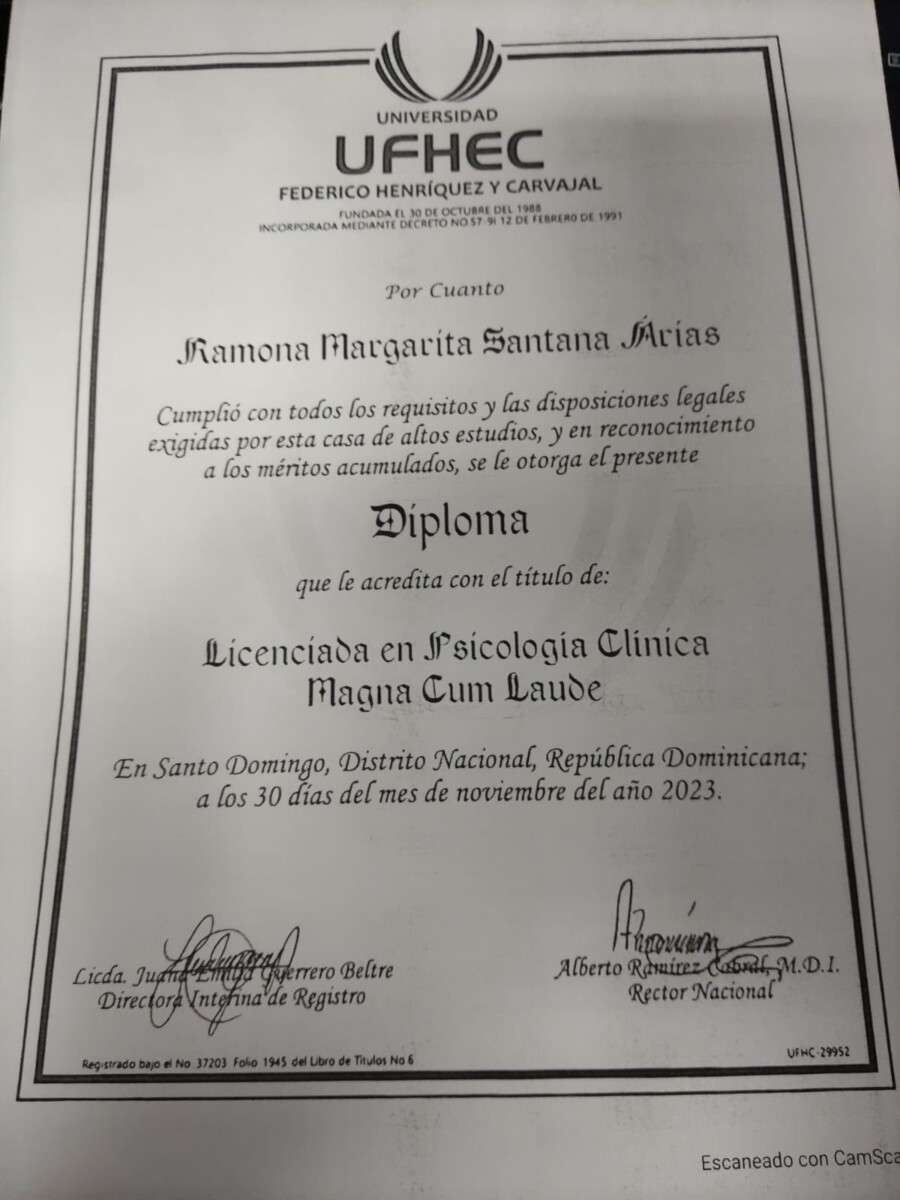 UNIVERSIDAD
UFHEC
FEDERICO HENRÍQUEZ Y CARVAJAL
FUNDADA EL 30 DE OCTUBRE DEL 1988
INCORPORADA MEDIANTE DECRETO NO 57-91 12 DE FEBRERO DE 1991
Por Cuanto
Ramona Margarita Santana Árias
Cumplió con todos los requisitos y las disposiciones legales
exigidas por esta casa de altos estudios, y en reconocimiento
a los méritos acumulados, se le otorga el presente
Diploma
que le acredita con el título de:
Licenciada en Psicología Clínica
Magna Cum Laude
En Santo Domingo, Distrito Nacional, República Dominicana;
a los 30 días del mes de noviembre del año 2023.
Licda. Juana Emilia Guerrero Beltre
Directora Interina de Registro
Alberto Ramírez Cabral, M.D.I.
Rector Nacional
Registrado bajo el No 37203 Folio 1945 del Libro de Títulos No 6
UFHC-29952
Escaneado con CamSca